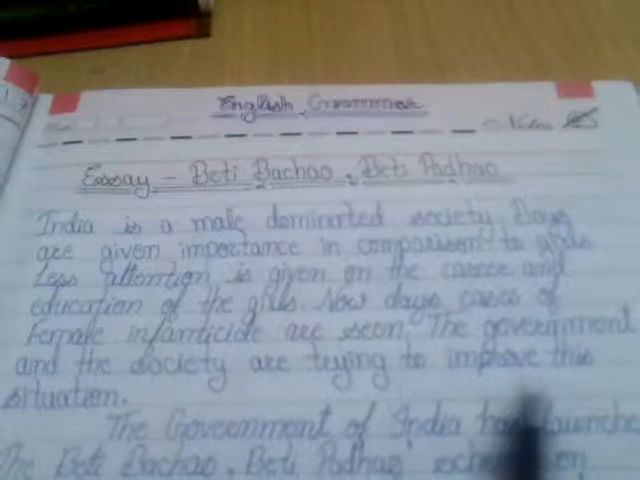 English Grammar
Essay - Beti Bachao, Beti Padhao
India is a male dominated society. Boys
are given importance in comparison to girls.
Less attention is given on the career and
education of the girls. Now days cases of
Female infanticide are seen. The government
and the society are trying to improve this
situation.
The Government of India has launche
The Beti Bachao, Beti Padhao' scheme on